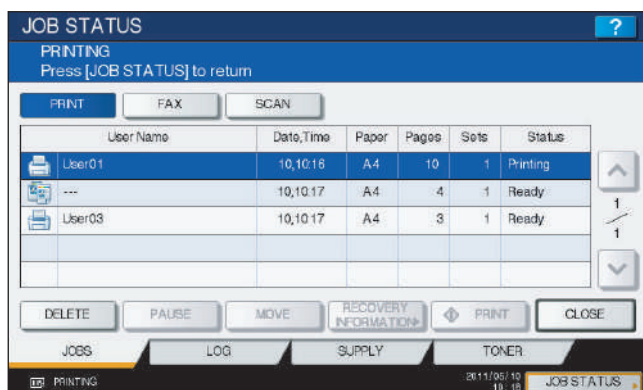 JOB STATUS ?
PRINTING
Press [JOB STATUS] to return
PRINT FAX SCAN
User Name Date,Time Paper Pages Sets Status
User01 10,10:16 A4 10 1 Printing
--- 10,10:17 A4 4 1 Ready
User03 10,10:17 A4 3 1 Ready
1
1
DELETE PAUSE MOVE RECOVERY INFORMATION PRINT CLOSE
JOBS LOG SUPPLY TONER
PRINTING 2011/05/10
10:18 JOB STATUS